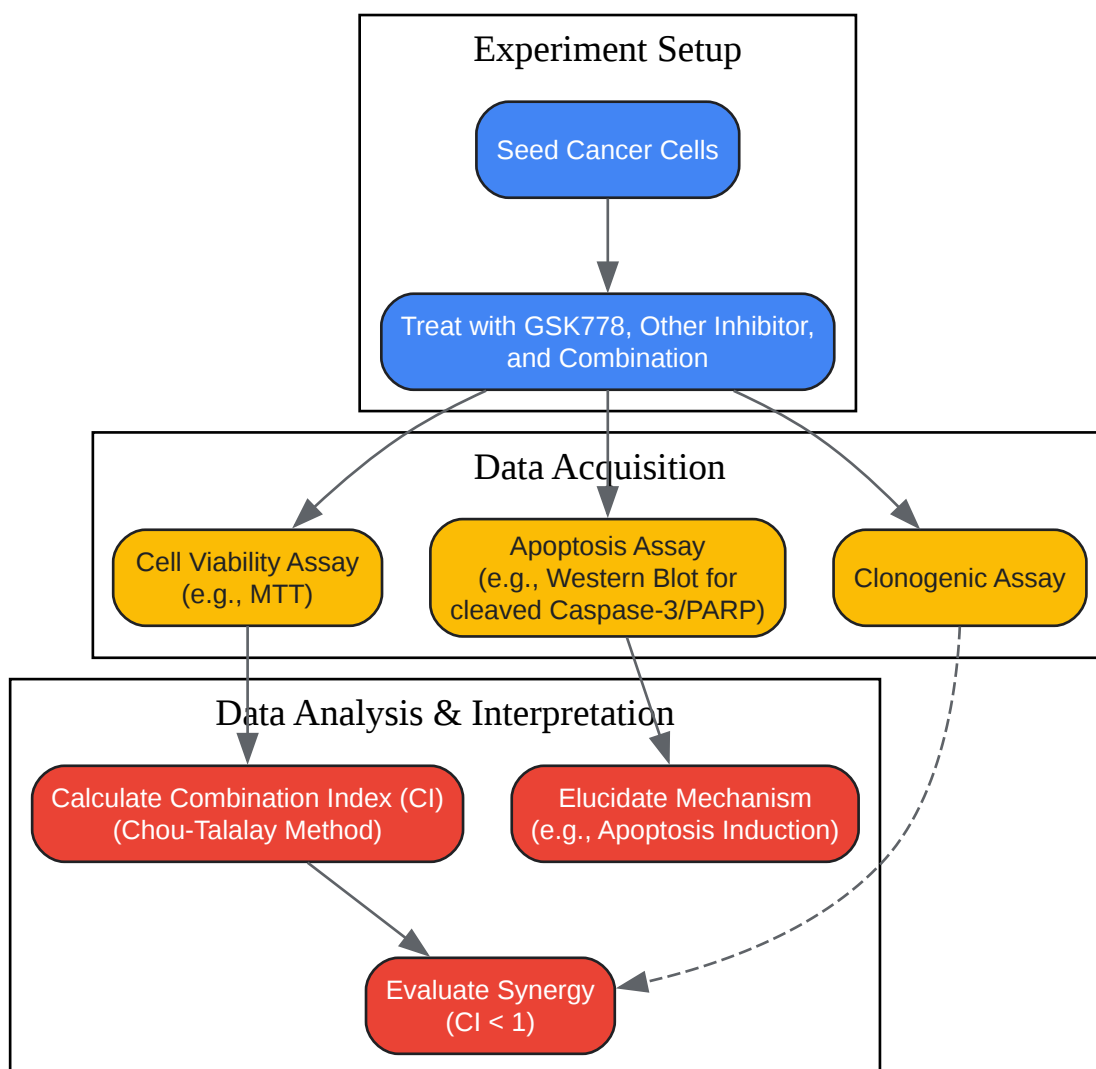 Experiment Setup
Seed Cancer Cells
Treat with GSK778, Other Inhibitor,
and Combination
Data Acquisition
Cell Viability Assay
(e.g., MTT)
Apoptosis Assay
(e.g., Western Blot for
cleaved Caspase-3/PARP)
Clonogenic Assay
Data Analysis & Interpretation
Calculate Combination Index (CI)
(Chou-Talalay Method)
Elucidate Mechanism
(e.g., Apoptosis Induction)
Evaluate Synergy
(CI < 1)